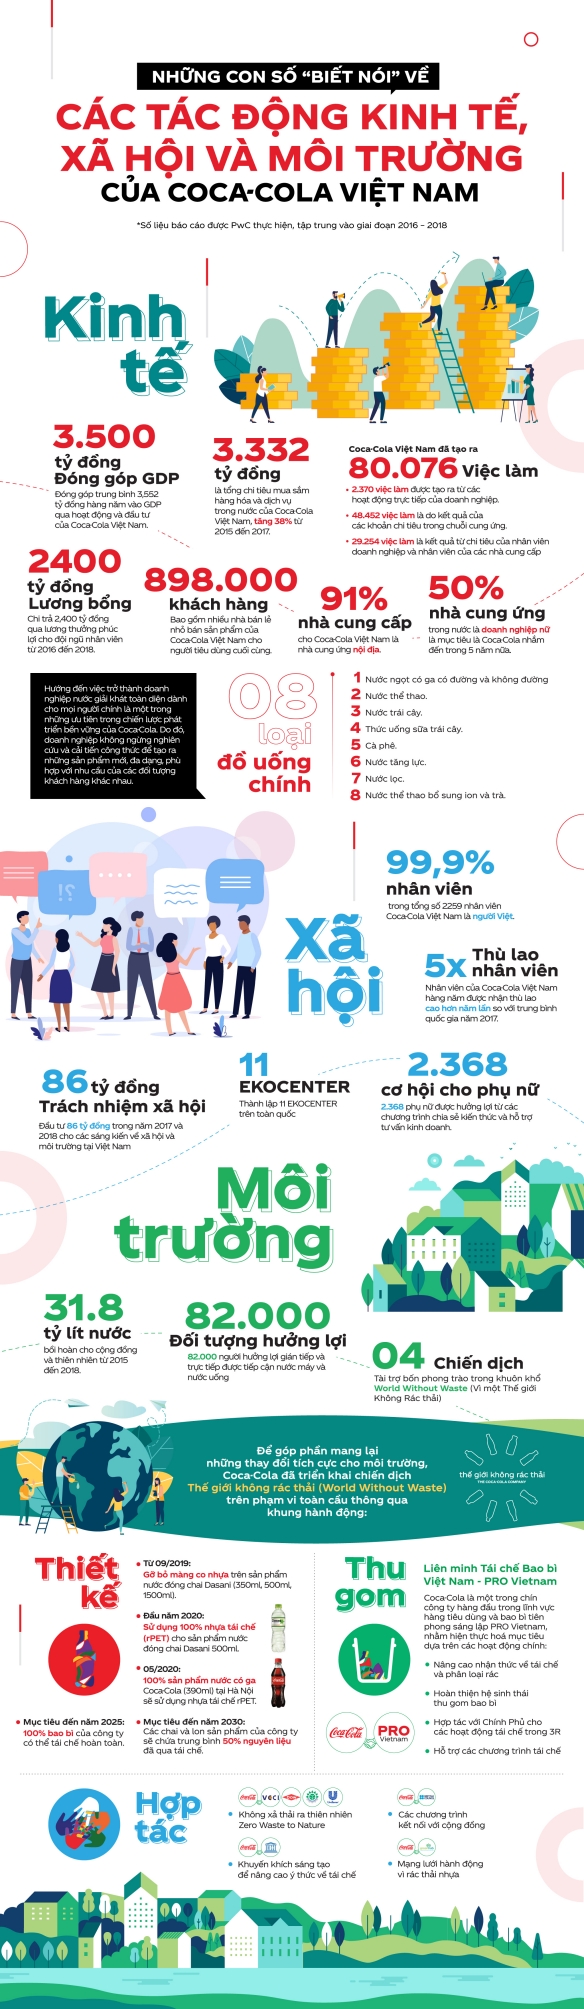 NHỮNG CON SỐ “BIẾT NÓI” VỀ
CÁC TÁC ĐỘNG KINH TẾ,
XÃ HỘI VÀ MÔI TRƯỜNG
CỦA COCA-COLA VIỆT NAM
*Số liệu báo cáo được PwC thực hiện, tập trung vào giai đoạn 2016 – 2018
Kinh
tế
3.500
tỷ đồng
Đóng góp GDP
Đóng góp trung bình 3,552
tỷ đồng hàng năm vào GDP
qua hoạt động và đầu tư
của Coca-Cola Việt Nam.
3.332
tỷ đồng
là tổng chi tiêu mua sắm
hàng hóa và dịch vụ
trong nước của Coca-Cola
Việt Nam, tăng 38% từ
2015 đến 2017.
Coca-Cola Việt Nam đã tạo ra
80.076 Việc làm
• 2.370 việc làm được tạo ra từ các
hoạt động trực tiếp của doanh nghiệp.
• 48.452 việc làm là do kết quả của
các khoản chi tiêu trong chuỗi cung ứng.
• 29.254 việc làm là kết quả từ chi tiêu của nhân viên
doanh nghiệp và nhân viên của các nhà cung cấp
2400
tỷ đồng
Lương bổng
Chi trả 2,400 tỷ đồng
qua lương thưởng phúc
lợi cho đội ngũ nhân viên
từ 2016 đến 2018.
898.000
khách hàng
Bao gồm nhiều nhà bán lẻ
nhỏ bán sản phẩm của
Coca-Cola Việt Nam cho
người tiêu dùng cuối cùng.
91%
nhà cung cấp
cho Coca-Cola Việt Nam là
nhà cung ứng nội địa.
50%
nhà cung ứng
trong nước là doanh nghiệp nữ
là mục tiêu là Coca-Cola nhắm
đến trong 5 năm nữa.
Hướng đến việc trở thành doanh
nghiệp nước giải khát toàn diện dành
cho mọi người chính là một trong
những ưu tiên trong chiến lược phát
triển bền vững của Coca-Cola. Do đó,
doanh nghiệp không ngừng nghiên
cứu và cải tiến công thức để tạo ra
những sản phẩm mới, đa dạng, phù
hợp với nhu cầu của các đối tượng
khách hàng khác nhau.
08
loại
đồ uống
chính
1 Nước ngọt có ga có đường và không đường
2 Nước thể thao.
3 Nước trái cây.
4 Thức uống sữa trái cây.
5 Cà phê.
6 Nước tăng lực.
7 Nước lọc.
8 Nước thể thao bổ sung ion và trà.
!?
Xã
hội
99,9%
nhân viên
trong tổng số 2259 nhân viên
Coca-Cola Việt Nam là người Việt.
5x Thù lao
nhân viên
Nhân viên của Coca-Cola Việt Nam
hàng năm được nhận thù lao
cao hơn năm lần so với trung bình
quốc gia năm 2017.
86 tỷ đồng
Trách nhiệm xã hội
Đầu tư 86 tỷ đồng trong năm 2017 và
2018 cho các sáng kiến về xã hội và
môi trường tại Việt Nam
11
EKOCENTER
Thành lập 11 EKOCENTER
trên toàn quốc
2.368
cơ hội cho phụ nữ
2.368 phụ nữ được hưởng lợi từ các
chương trình chia sẻ kiến thức và hỗ trợ
tư vấn kinh doanh.
Môi
trường
31.8
tỷ lít nước
bồi hoàn cho cộng đồng
và thiên nhiên từ 2015
đến 2018.
82.000
Đối tượng hưởng lợi
82.000 người hưởng lợi gián tiếp và
trực tiếp được tiếp cận nước máy và
nước uống
04 Chiến dịch
Tài trợ bốn phong trào trong khuôn khổ
World Without Waste (Vì một Thế giới
Không Rác thải)
Để góp phần mang lại
những thay đổi tích cực cho môi trường,
Coca-Cola đã triển khai chiến dịch
Thế giới không rác thải (World Without Waste)
trên phạm vi toàn cầu thông qua
khung hành động:
thế giới không rác thải
THE COCA-COLA COMPANY
Thiết
kế
• Từ 09/2019:
Gỡ bỏ màng co nhựa trên sản phẩm
nước đóng chai Dasani (350ml, 500ml,
1500ml).
• Đầu năm 2020:
Sử dụng 100% nhựa tái chế
(rPET) cho sản phẩm nước
đóng chai Dasani 500ml.
• 05/2020:
100% sản phẩm nước có ga
Coca-Cola (390ml) tại Hà Nội
sẽ sử dụng nhựa tái chế rPET.
• Mục tiêu đến năm 2025:
100% bao bì của công ty
có thể tái chế hoàn toàn.
• Mục tiêu đến năm 2030:
Các chai và lon sản phẩm của công ty
sẽ chứa trung bình 50% nguyên liệu
đã qua tái chế.
Thu
gom
Liên minh Tái chế Bao bì
Việt Nam - PRO Vietnam
Coca-Cola là một trong chín
công ty hàng đầu trong lĩnh vực
hàng tiêu dùng và bao bì tiên
phong sáng lập PRO Vietnam,
nhằm hiện thực hoá mục tiêu
dựa trên các hoạt động chính:
• Nâng cao nhận thức về tái chế
và phân loại rác
• Hoàn thiện hệ sinh thái
thu gom bao bì
• Hợp tác với Chính Phủ cho
các hoạt động tái chế trong 3R
• Hỗ trợ các chương trình tái chế
Coca-Cola
PRO
Vietnam
Hợp
tác
Coca-Cola
VCCI
• Không xả thải ra thiên nhiên
Zero Waste to Nature
Coca-Cola
• Các chương trình
kết nối với cộng đồng
Coca-Cola
• Khuyến khích sáng tạo
để nâng cao ý thức về tái chế
Coca-Cola
• Mạng lưới hành động
vì rác thải nhựa